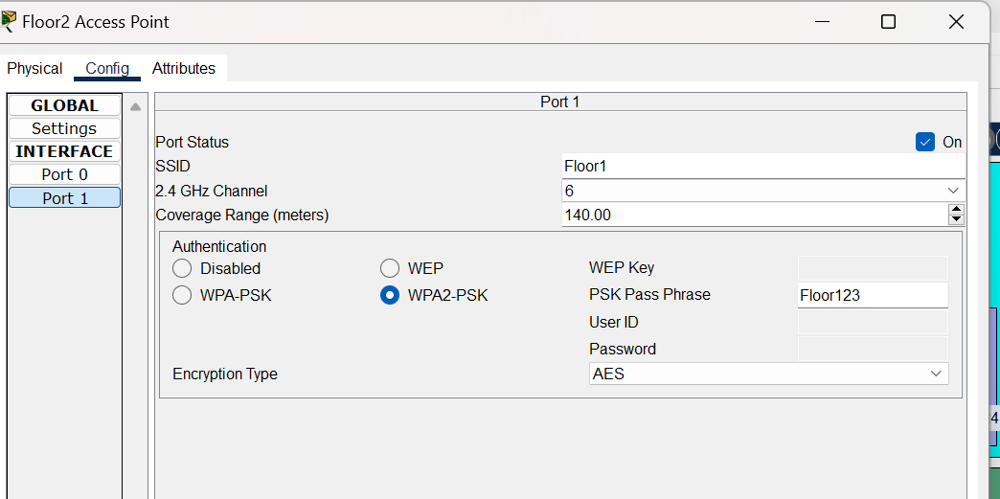 Floor2 Access Point
Physical Config Attributes
GLOBAL
Settings
INTERFACE
Port 0
Port 1
Port 1
Port Status On
SSID Floor1
2.4 GHz Channel 6
Coverage Range (meters) 140.00
Authentication
Disabled WEP WEP Key
WPA-PSK WPA2-PSK PSK Pass Phrase Floor123
User ID
Password
Encryption Type AES
4